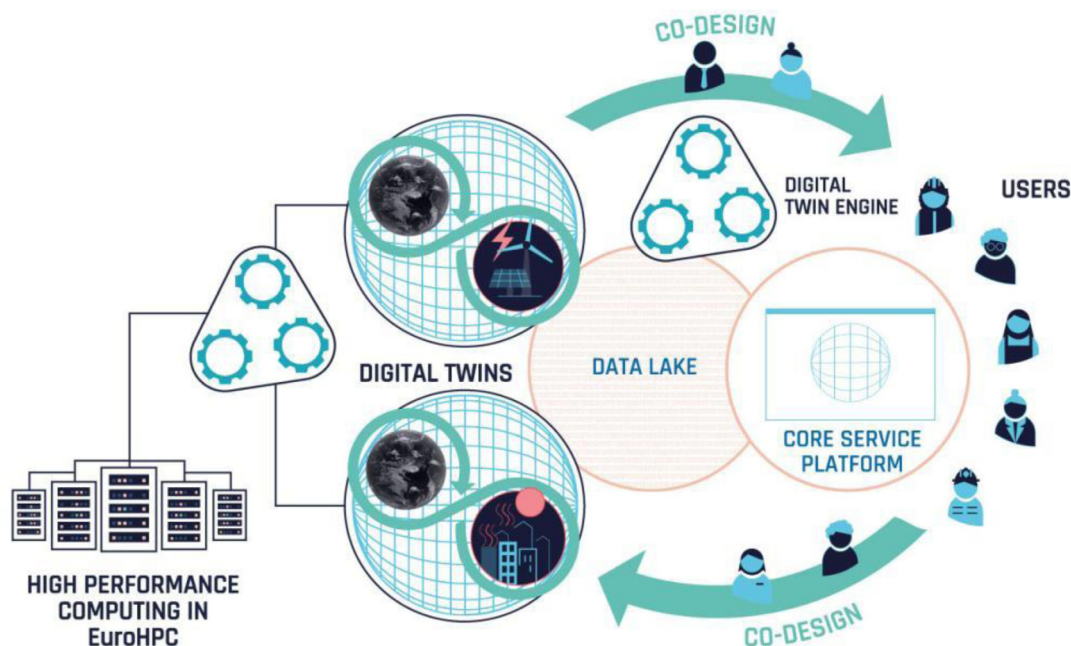 CO-DESIGN
DIGITAL
TWIN ENGINE
USERS
DIGITAL TWINS
DATA LAKE
CORE SERVICE
PLATFORM
HIGH PERFORMANCE
COMPUTING IN
EuroHPC
CO-DESIGN